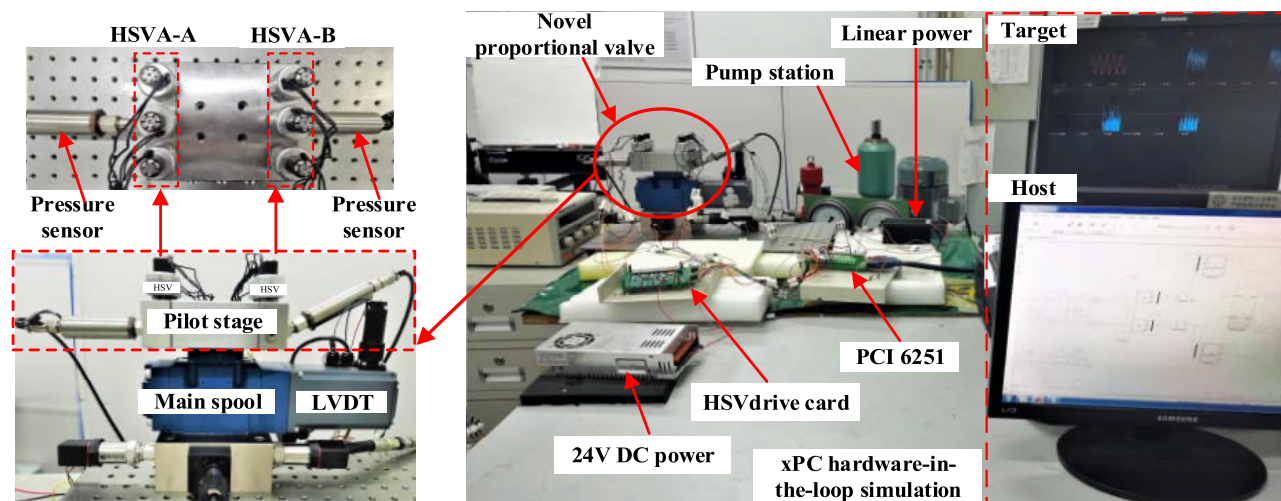 HSVA-A
HSVA-B
Pressure
sensor
Pressure
sensor
HSV
HSV
Pilot stage
Main spool
LVDT
Novel
proportional valve
Linear power
Pump station
PCI 6251
HSVdrive card
24V DC power
xPC hardware-in-
the-loop simulation
Target
Host
SAMSUNG